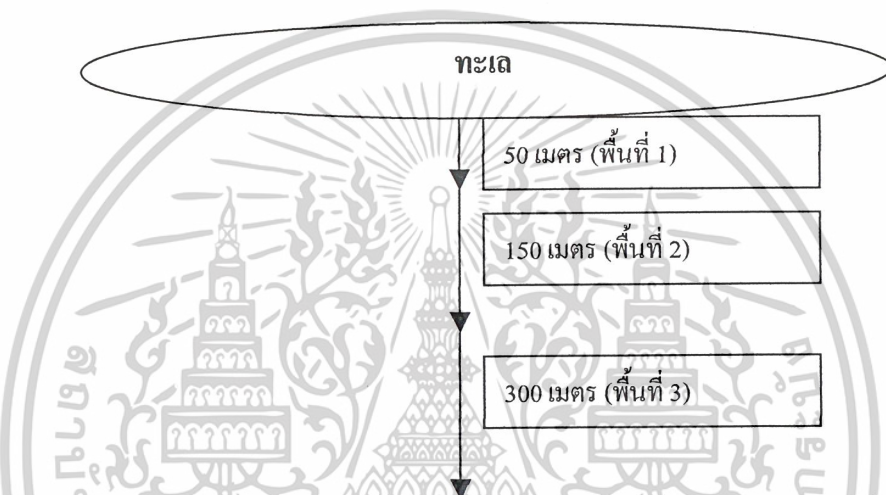 ทะเล
50 เมตร (พื้นที่ 1)
150 เมตร (พื้นที่ 2)
300 เมตร (พื้นที่ 3)